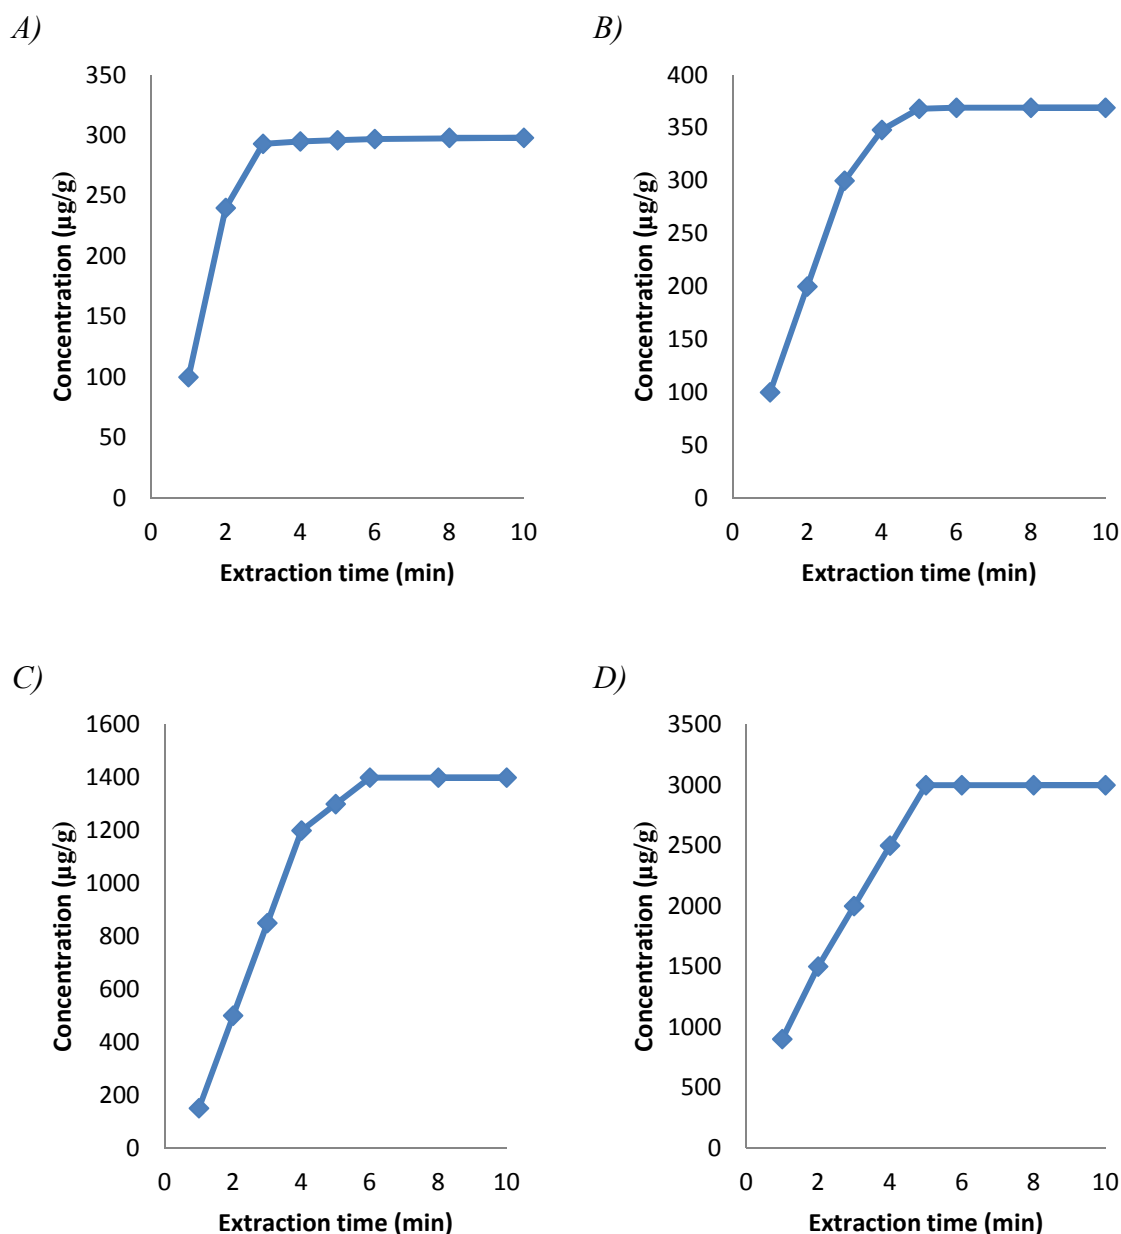 A)
350
300
250
200
150
100
50
0
0 2 4 6 8 10
Concentration (µg/g)
Extraction time (min)
B)
400
350
300
250
200
150
100
50
0
0 2 4 6 8 10
Concentration (µg/g)
Extraction time (min)
C)
1600
1400
1200
1000
800
600
400
200
0
0 2 4 6 8 10
Concentration (µg/g)
Extraction time (min)
D)
3500
3000
2500
2000
1500
1000
500
0
0 2 4 6 8 10
Concentration (µg/g)
Extraction time (min)